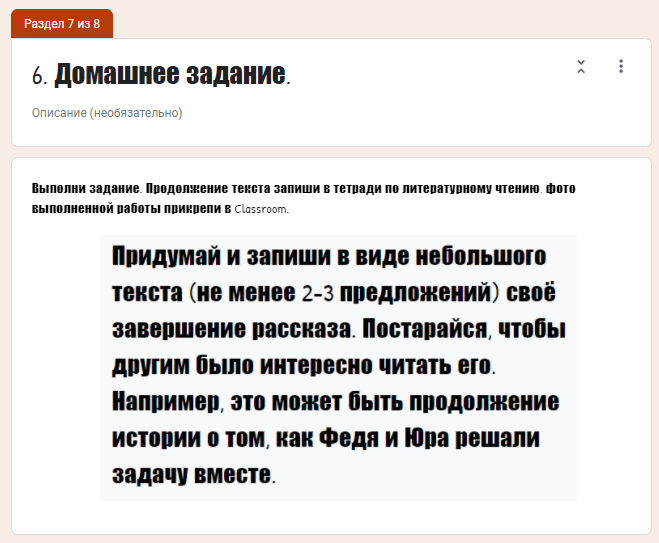 Раздел 7 из 8
6. Домашнее задание.
Описание (необязательно)
Выполни задание. Продолжение текста запиши в тетради по литературному чтению. Фото
выполненной работы прикрепи в Classroom.
Придумай и запиши в виде небольшого
текста (не менее 2-3 предложений) своё
завершение рассказа. Постарайся, чтобы
другим было интересно читать его.
Например, это может быть продолжение
истории о том, как Федя и Юра решали
задачу вместе.